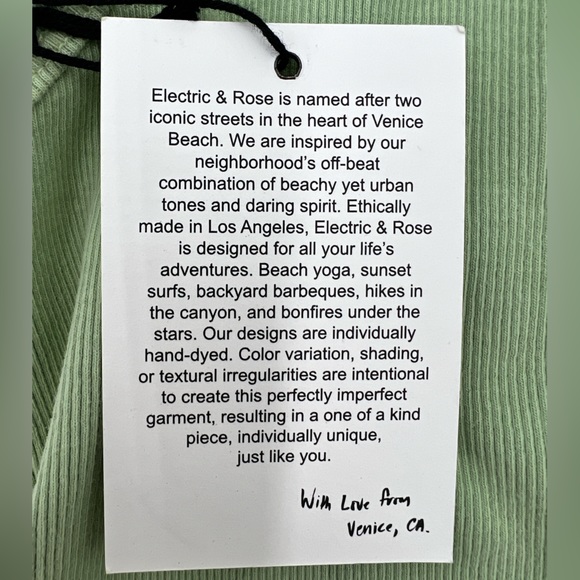 Electric & Rose is named after two
iconic streets in the heart of Venice
Beach. We are inspired by our
neighborhood's off-beat
combination of beachy yet urban
tones and daring spirit. Ethically
made in Los Angeles, Electric & Rose
is designed for all your life's
adventures. Beach yoga, sunset
surfs, backyard barbeques, hikes in
the canyon, and bonfires under the
stars. Our designs are individually
hand-dyed. Color variation, shading,
or textural irregularities are intentional
to create this perfectly imperfect
garment, resulting in a one of a kind
piece, individually unique,
just like you.
With Love from
Venice, CA.